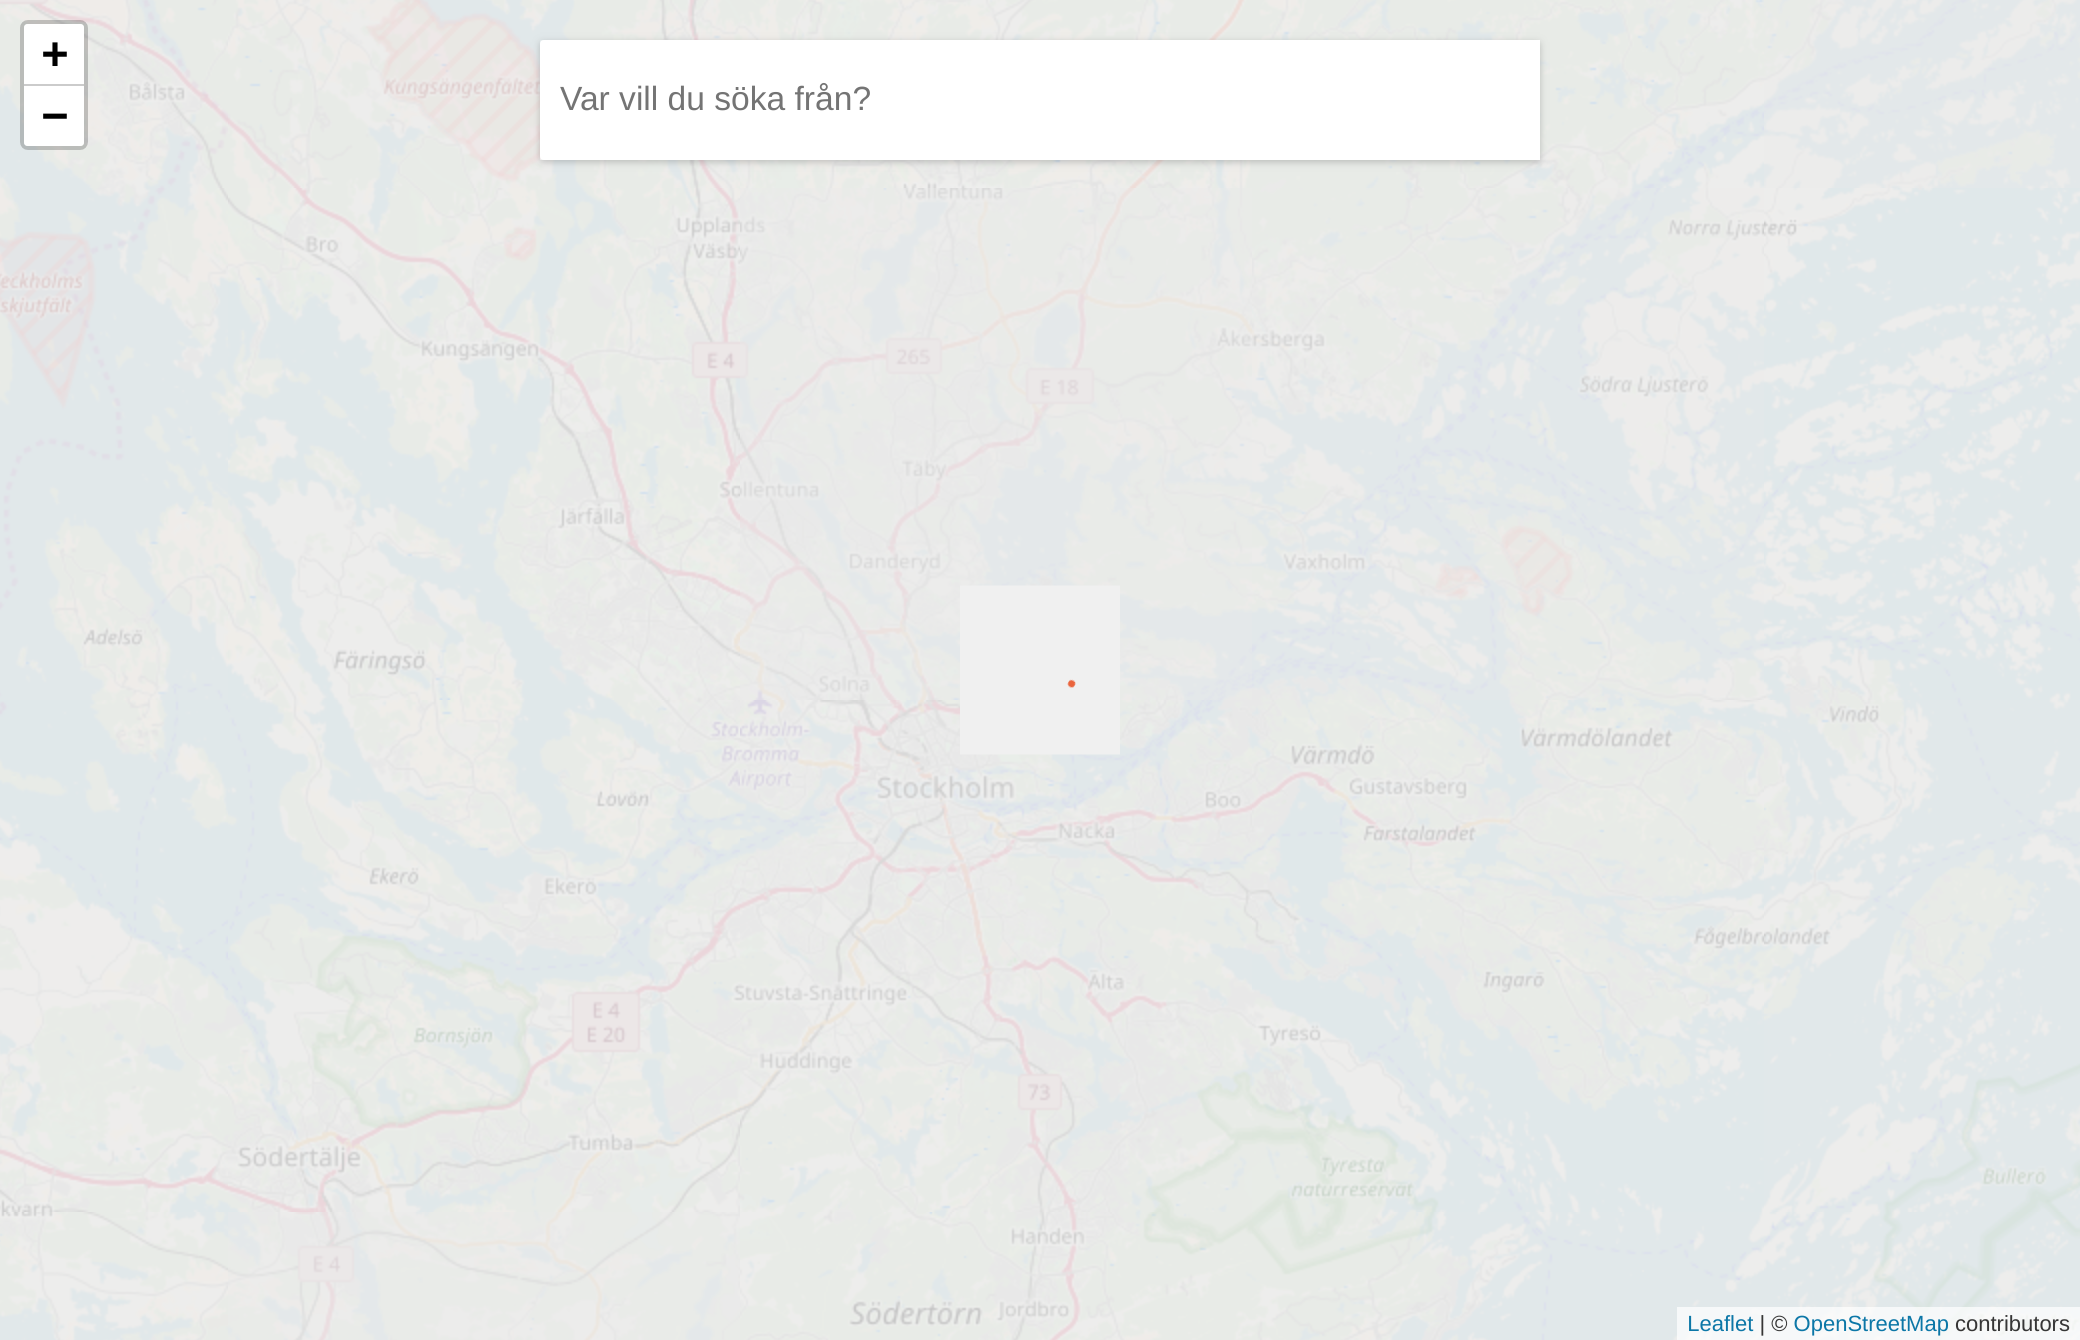 +
−
Var vill du söka från?
Bålsta
Kungsängenfältet
Vallentuna
Upplands
Väsby
Norra Ljusterö
Bro
eckholms
skjutfält
Kungsängen
E 4
265
Åkersberga
E 18
Södra Ljusterö
Täby
Sollentuna
Järfälla
Danderyd
Vaxholm
Adelsö
Färingsö
Solna
Stockholm-
Bromma
Airport
Värmdö
Värmdölandet
Vindö
Stockholm
Lovön
Boo
Gustavsberg
Nacka
Farstalandet
Ekerö
Ekerö
Fågelbrolandet
Ingarö
Älta
Stuvsta-Snättringe
E 4
E 20
Bornsjön
Tyresö
Huddinge
73
Tumba
Södertälje
Tyresta
naturreservat
Bullerö
kvarn
Handen
E 4
Södertörn
Jordbro
Leaflet | © OpenStreetMap contributors